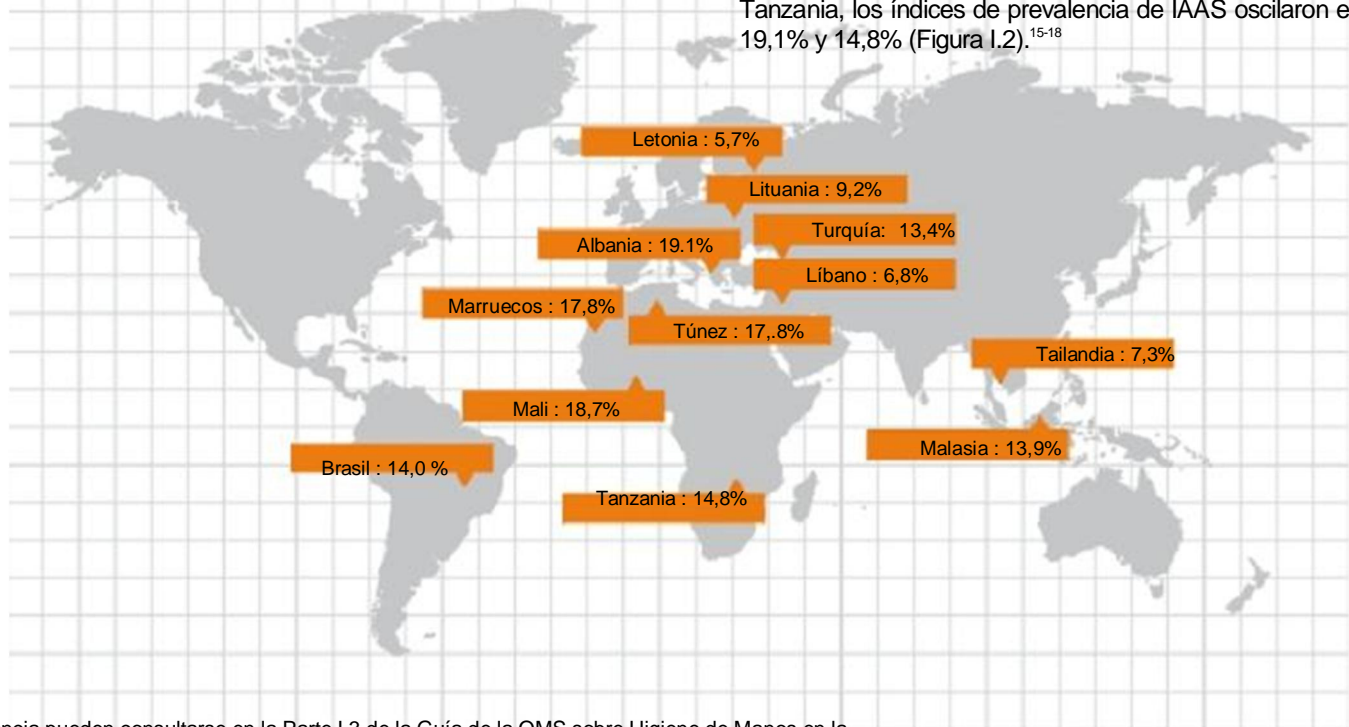 Tanzania, los índices de prevalencia de IAAS oscilaron
19,1% y 14,8% (Figura I.2).15-18
Letonia : 5,7%
Lituania : 9,2%
Turquía: 13,4%
Albania : 19.1%
Líbano : 6,8%
Marruecos : 17,8%
Túnez : 17,.8%
Tailandia : 7,3%
Mali : 18,7%
Malasia : 13,9%
Brasil : 14,0 %
Tanzania : 14,8%
pueden consultarse en la Parte I.3 de la Guía de la OMS sobre Higiene de Manos en la